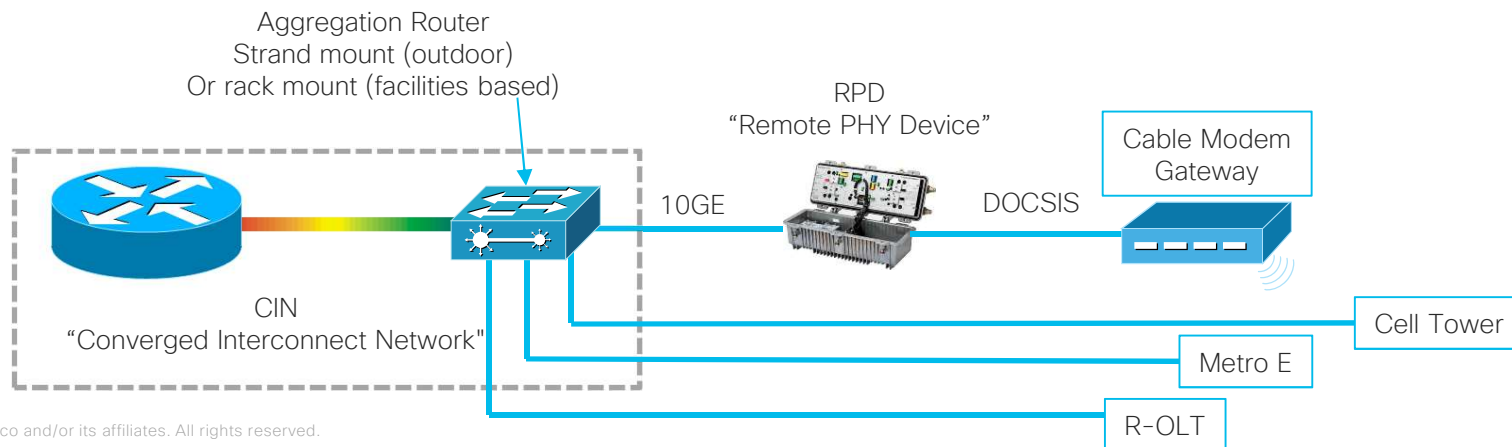 Aggregation Router
Strand mount (outdoor)
Or rack mount (facilities based)
RPD
“Remote PHY Device”
Cable Modem
Gateway
10GE
DOCSIS
CIN
“Converged Interconnect Network"
Cell Tower
Metro E
R-OLT
co and/or its affiliates. All rights reserved.